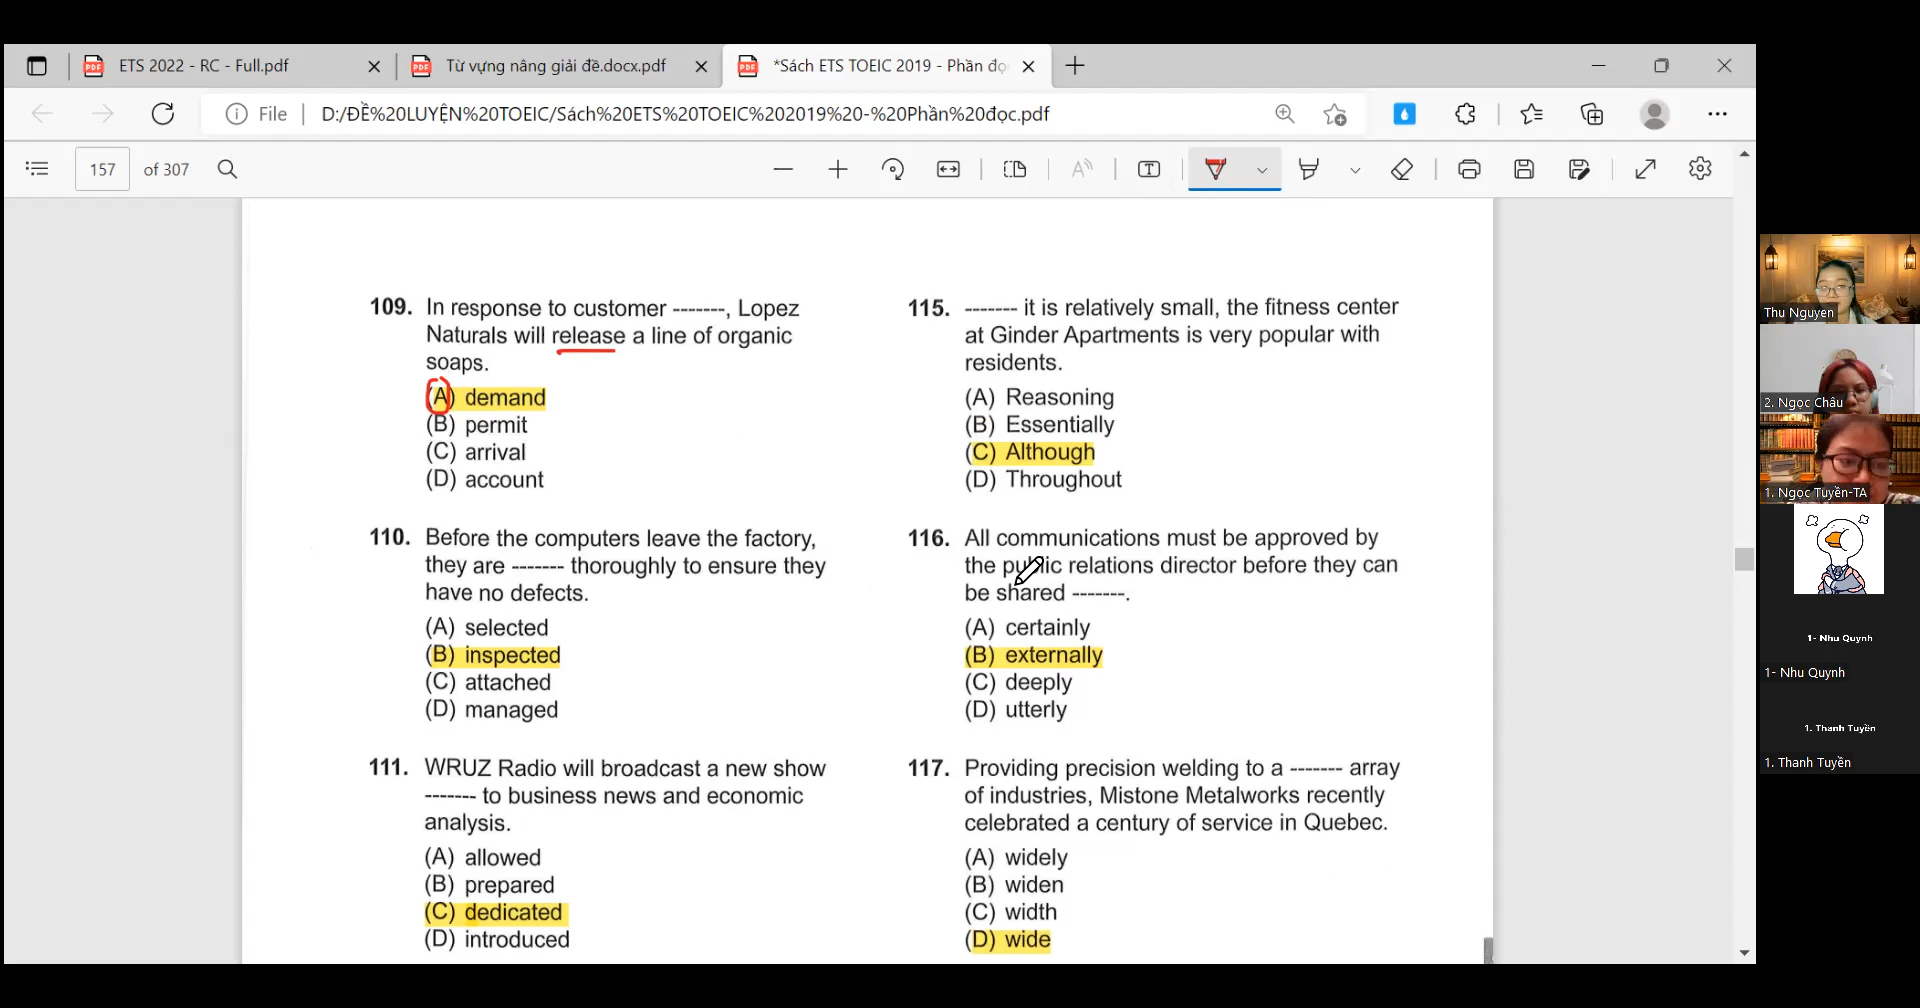 ETS 2022 - RC - Full.pdf
Từ vựng nâng giải đề.docx.pdf
*Sách ETS TOEIC 2019 - Phần đọ
File
D:/ĐỀ%20LUYỆN%20TOEIC/Sách%20ETS%20TOEIC%202019%20-%20Phần%20đọc.pdf
157 of 307
109. In response to customer -------, Lopez
Naturals will release a line of organic
soaps.
(A) demand
(B) permit
(C) arrival
(D) account
110. Before the computers leave the factory,
they are ------- thoroughly to ensure they
have no defects.
(A) selected
(B) inspected
(C) attached
(D) managed
111. WRUZ Radio will broadcast a new show
------- to business news and economic
analysis.
(A) allowed
(B) prepared
(C) dedicated
(D) introduced
115. ------- it is relatively small, the fitness center
at Ginder Apartments is very popular with
residents.
(A) Reasoning
(B) Essentially
(C) Although
(D) Throughout
116. All communications must be approved by
the public relations director before they can
be shared -------.
(A) certainly
(B) externally
(C) deeply
(D) utterly
117. Providing precision welding to a ------- array
of industries, Mistone Metalworks recently
celebrated a century of service in Quebec.
(A) widely
(B) widen
(C) width
(D) wide
Thu Nguyen
2. Ngọc Châu
1. Ngọc Tuyền-TA
1- Nhu Quynh
1- Nhu Quynh
1. Thanh Tuyền
1. Thanh Tuyền